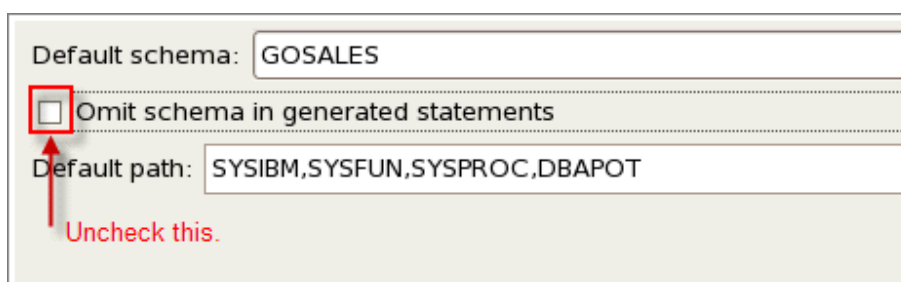 Default schema: GOSALES
Omit schema in generated statements
Default path: SYSIBM,SYSFUN,SYSPROC,DBAPOT
Uncheck this.